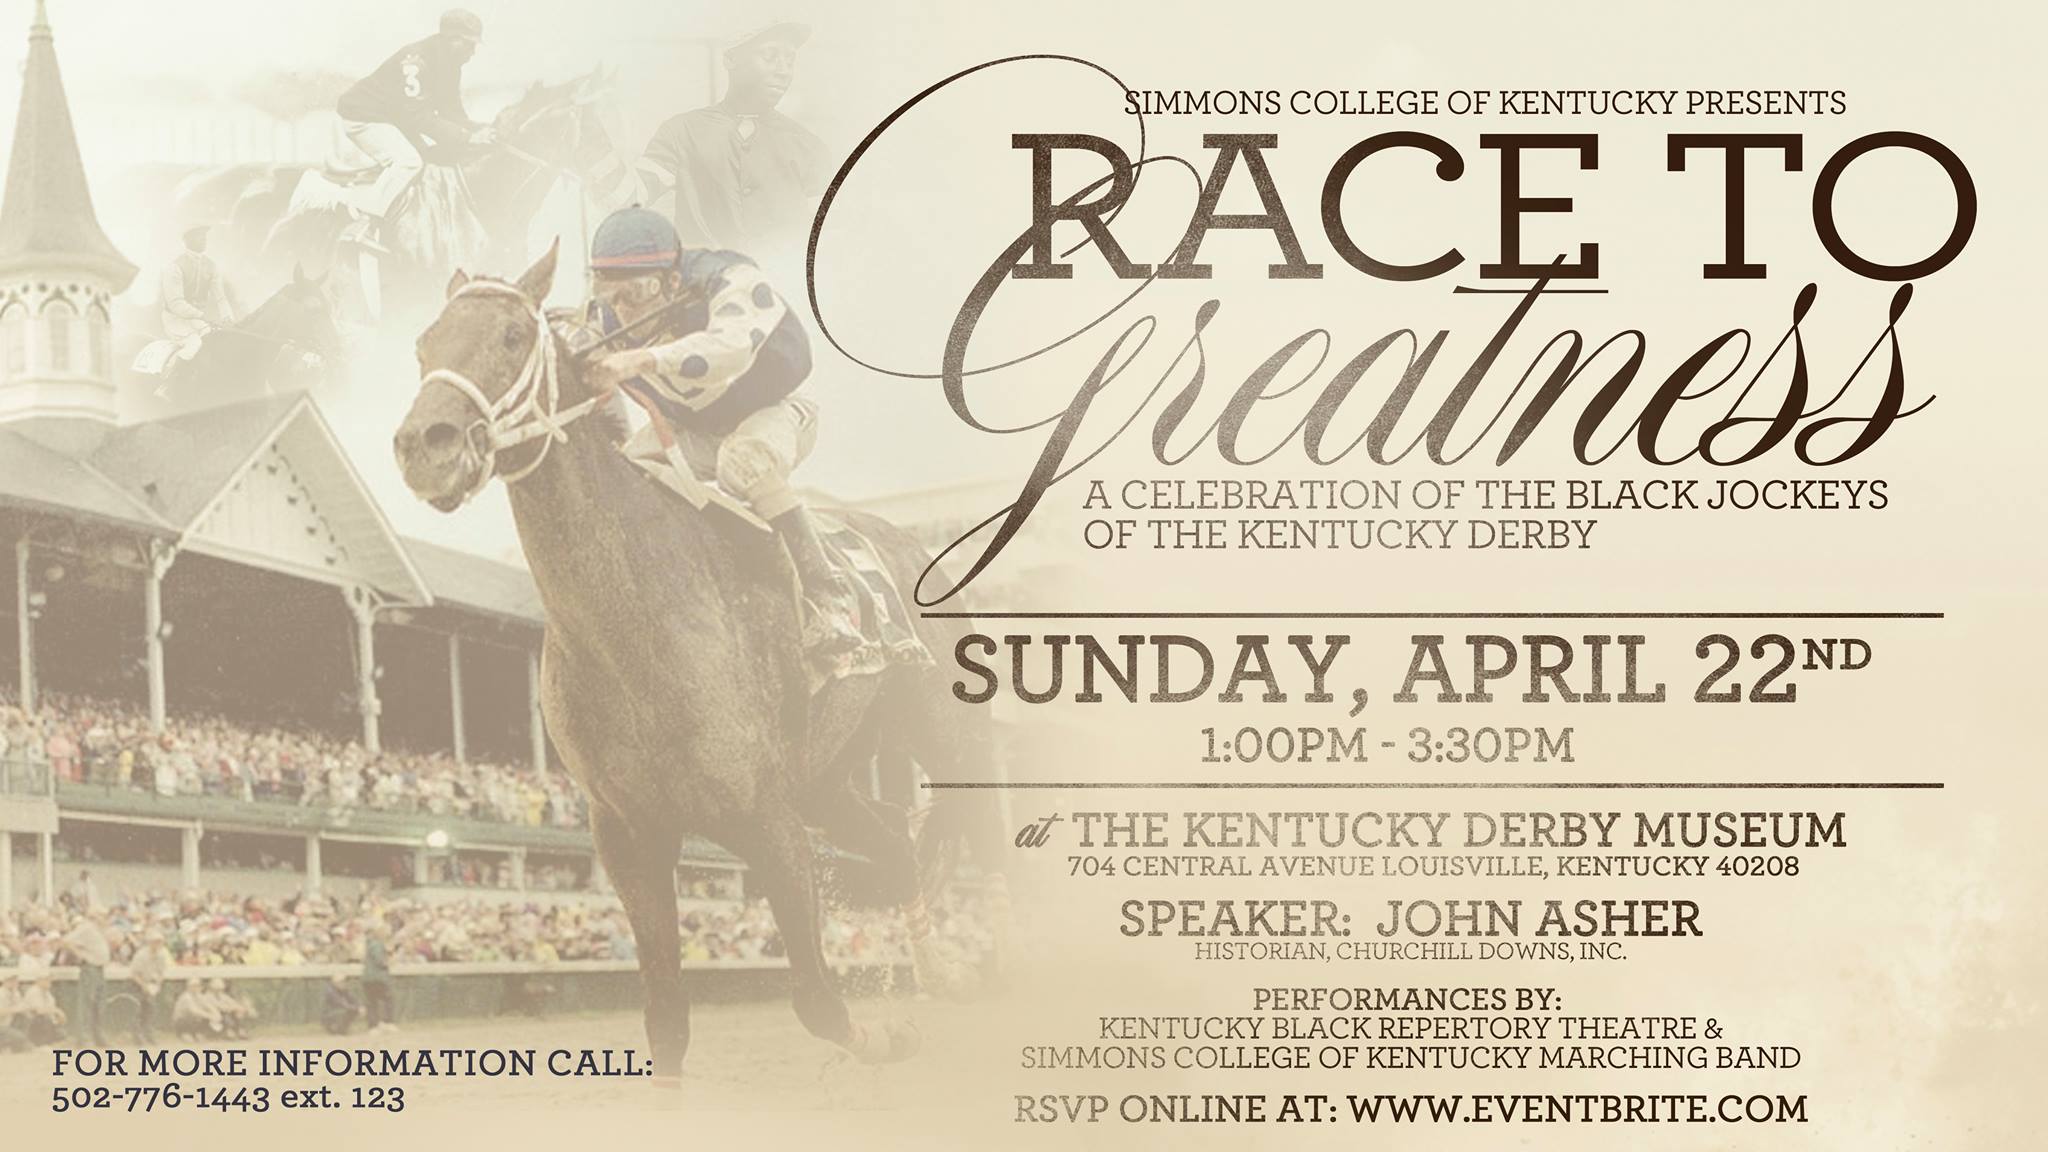 SIMMONS COLLEGE OF KENTUCKY PRESENTS
RACE TO
Greatness
A CELEBRATION OF THE BLACK JOCKEYS
OF THE KENTUCKY DERBY
SUNDAY, APRIL 22ND
1:00PM - 3:30PM
at THE KENTUCKY DERBY MUSEUM
704 CENTRAL AVENUE LOUISVILLE, KENTUCKY 40208
SPEAKER: JOHN ASHER
HISTORIAN, CHURCHILL DOWNS, INC.
PERFORMANCES BY:
KENTUCKY BLACK REPERTORY THEATRE &
SIMMONS COLLEGE OF KENTUCKY MARCHING BAND
RSVP ONLINE AT: WWW.EVENTBRITE.COM
FOR MORE INFORMATION CALL:
502-776-1443 ext. 123
3